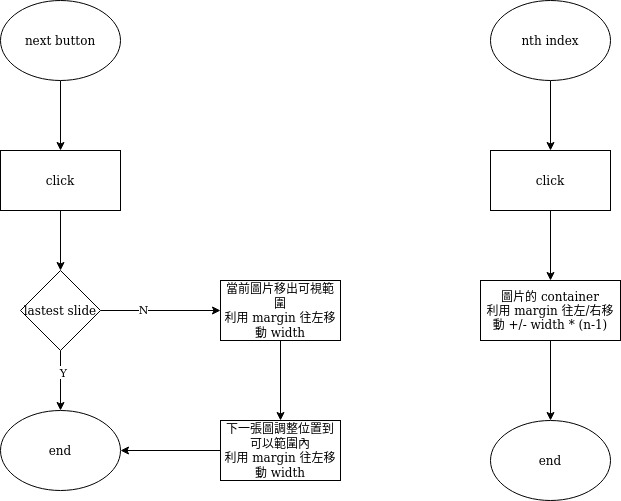 next button
click
lastest slide
N
Y
當前圖片移出可視範
圍
利用 margin 往左移
動 width
下一張圖調整位置到
可以範圍內
利用 margin 往左移
動 width
end
nth index
click
圖片的 container
利用 margin 往左/右移
動 +/- width * (n-1)
end